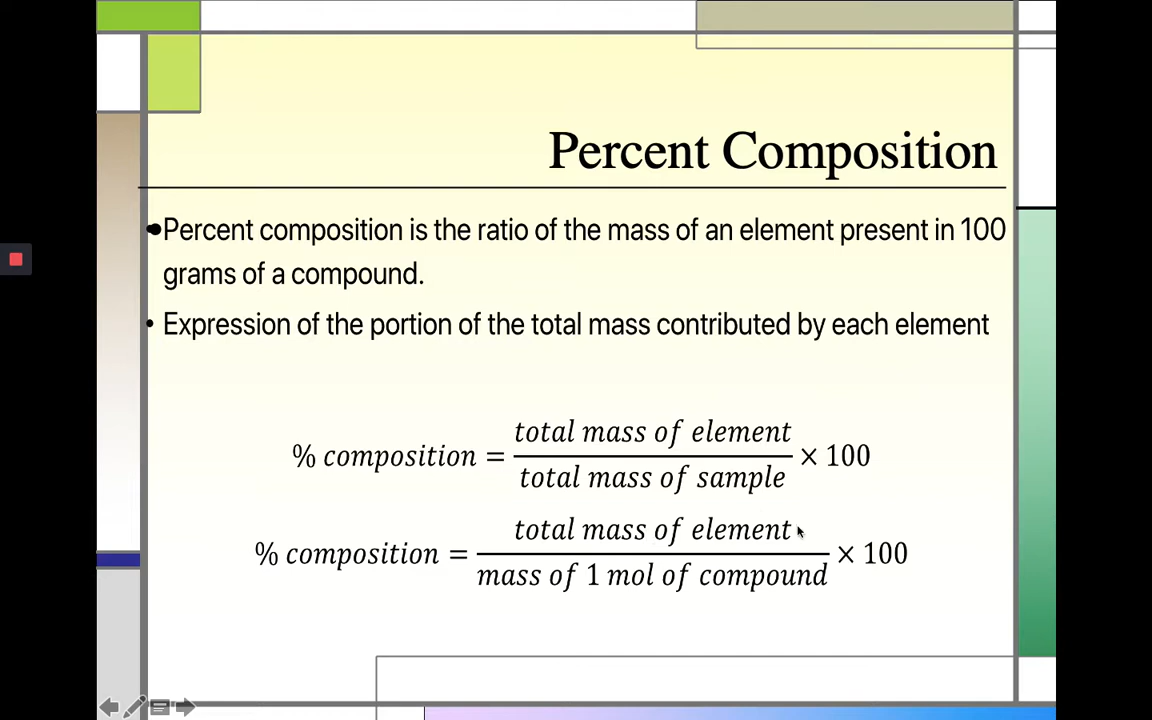 Percent Composition
•Percent composition is the ratio of the mass of an element present in 100
grams of a compound.
• Expression of the portion of the total mass contributed by each element
% composition = total mass of element / total mass of sample × 100
% composition = total mass of element / mass of 1 mol of compound × 100